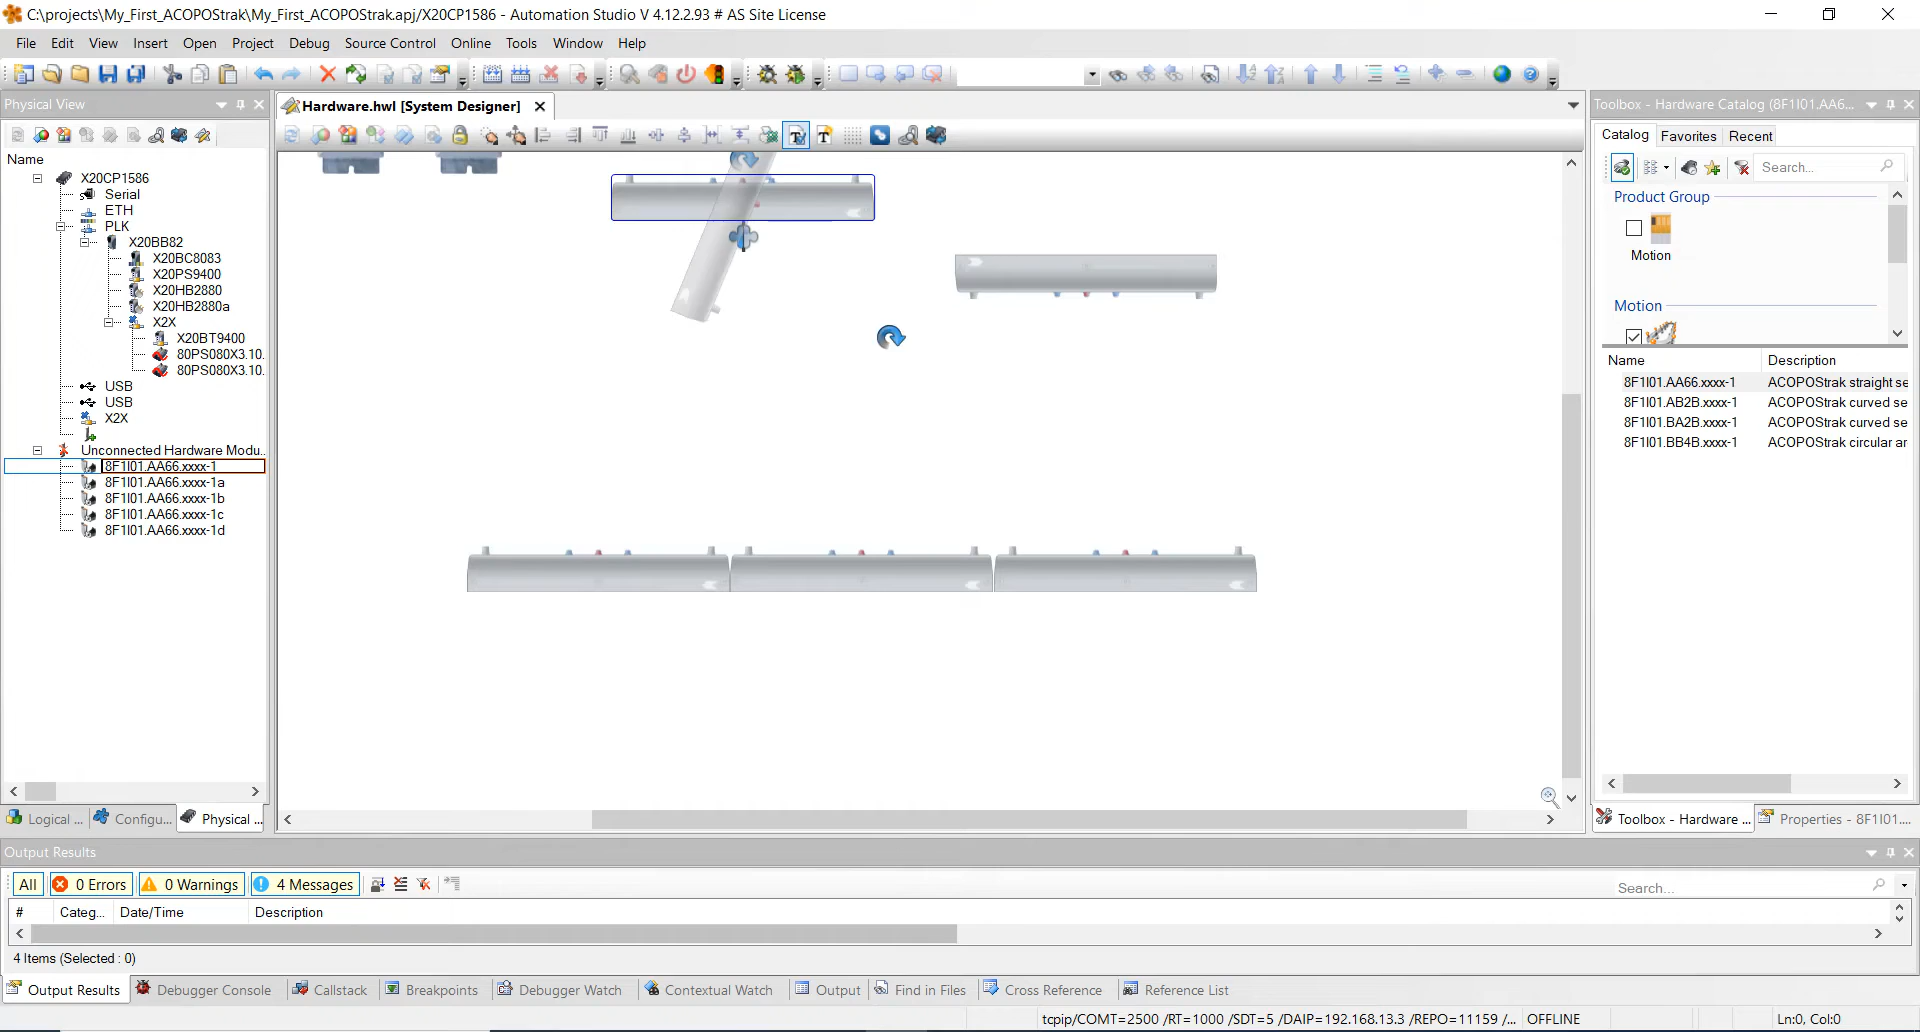 C:\projects\My_First_ACOPOStrak\My_First_ACOPOStrak.apj/X20CP1586 - Automation Studio V 4.12.2.93 # AS Site License
File Edit View Insert Open Project Debug Source Control Online Tools Window Help
Physical View
Hardware.hwl [System Designer]
Toolbox - Hardware Catalog (8F1I01.AA6...
Catalog Favorites Recent
Search...
Name
X20CP1586
Serial
ETH
PLK
X20BB82
X20BC8083
X20PS9400
X20HB2880
X20HB2880a
X2X
X20BT9400
80PS080X3.10.
80PS080X3.10.
USB
USB
X2X
Unconnected Hardware Modu..
8F1I01.AA66.xxxx-1
8F1I01.AA66.xxxx-1a
8F1I01.AA66.xxxx-1b
8F1I01.AA66.xxxx-1c
8F1I01.AA66.xxxx-1d
Product Group
Motion
Motion
Name Description
8F1I01.AA66.xxxx-1 ACOPOStrak straight se
8F1I01.AB2B.xxxx-1 ACOPOStrak curved se
8F1I01.BA2B.xxxx-1 ACOPOStrak curved se
8F1I01.BB4B.xxxx-1 ACOPOStrak circular ar
Logical ... Configu... Physical ...
Toolbox - Hardware ... Properties - 8F1I01....
Output Results
All 0 Errors 0 Warnings 4 Messages
Search...
# Categ... Date/Time Description
4 Items (Selected : 0)
Output Results Debugger Console Callstack Breakpoints Debugger Watch Contextual Watch Output Find in Files Cross Reference Reference List
tcpip/COMT=2500 /RT=1000 /SDT=5 /DAIP=192.168.13.3 /REPO=11159 /... OFFLINE Ln:0, Col:0